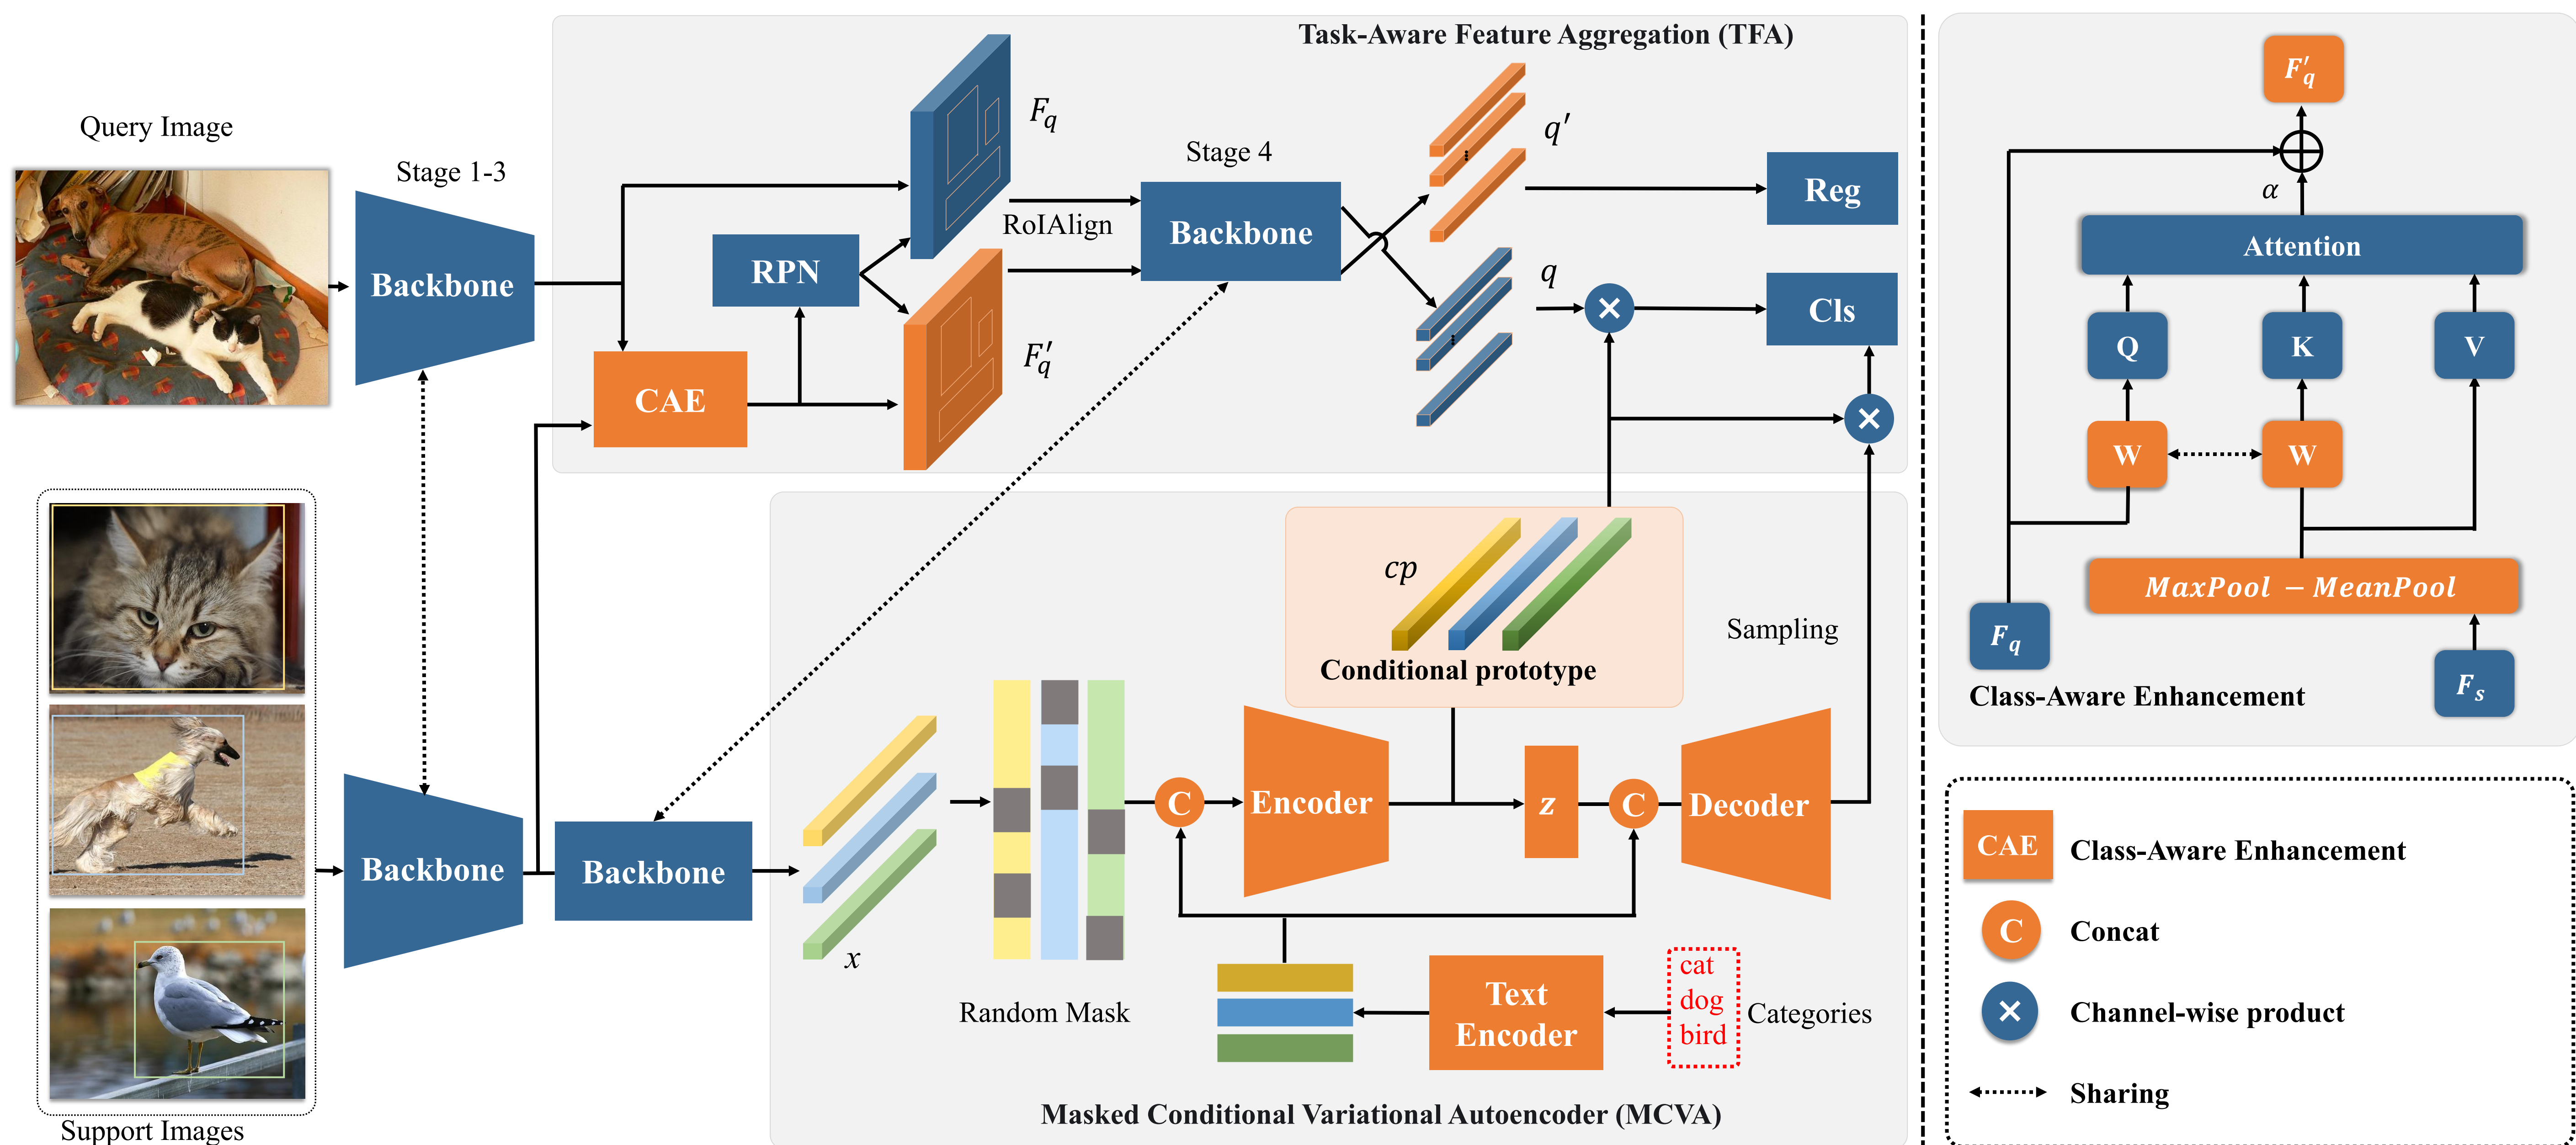 Task-Aware Feature Aggregation (TFA)
Query Image
Stage 1-3
Backbone
RPN
CAE
F_q
F'_q
RoIAlign
Stage 4
Backbone
q'
q
×
Reg
Cls
×
Support Images
Backbone
Backbone
x
Random Mask
C
Encoder
cp
Conditional prototype
z
C
Decoder
Sampling
Text
Encoder
cat
dog
bird
Categories
Masked Conditional Variational Autoencoder (MCVA)
F'_q
α
Attention
Q
K
V
W
W
MaxPool − MeanPool
F_q
F_s
Class-Aware Enhancement
CAE
Class-Aware Enhancement
C
Concat
×
Channel-wise product
Sharing